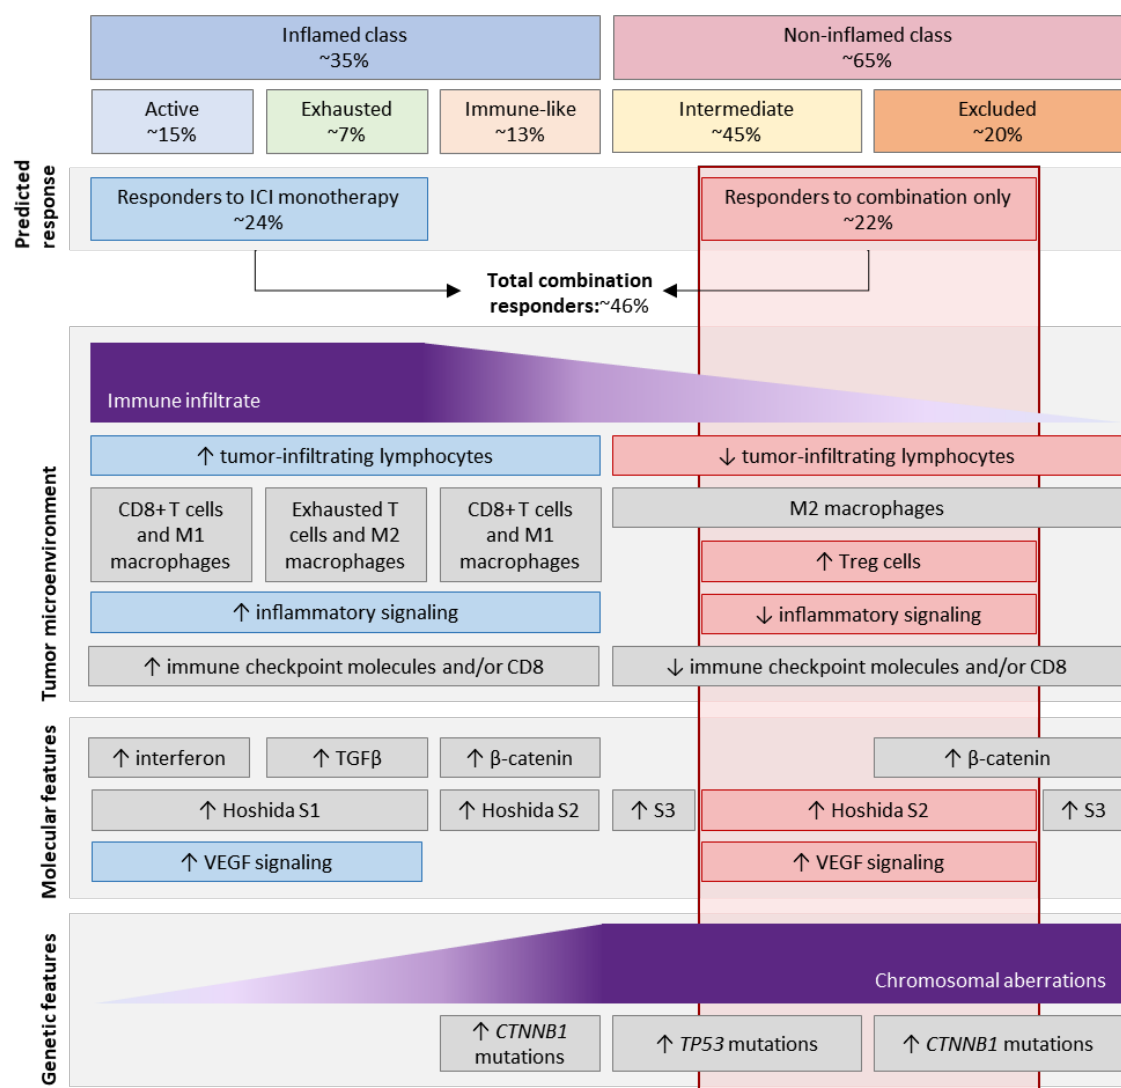 Inflamed class
~35%
Non-inflamed class
~65%
Active
~15%
Exhausted
~7%
Immune-like
~13%
Intermediate
~45%
Excluded
~20%
Predicted
response
Responders to ICI monotherapy
~24%
Responders to combination only
~22%
Total combination
responders:~46%
Tumor microenvironment
Immune infiltrate
↑ tumor-infiltrating lymphocytes
↓ tumor-infiltrating lymphocytes
CD8+ T cells
and M1
macrophages
Exhausted T
cells and M2
macrophages
CD8+ T cells
and M1
macrophages
M2 macrophages
↑ Treg cells
↑ inflammatory signaling
↓ inflammatory signaling
↑ immune checkpoint molecules and/or CD8
↓ immune checkpoint molecules and/or CD8
Molecular features
↑ interferon
↑ TGFβ
↑ β-catenin
↑ β-catenin
↑ Hoshida S1
↑ Hoshida S2
↑ S3
↑ Hoshida S2
↑ S3
↑ VEGF signaling
↑ VEGF signaling
Genetic features
Chromosomal aberrations
↑ CTNNB1
mutations
↑ TP53 mutations
↑ CTNNB1 mutations